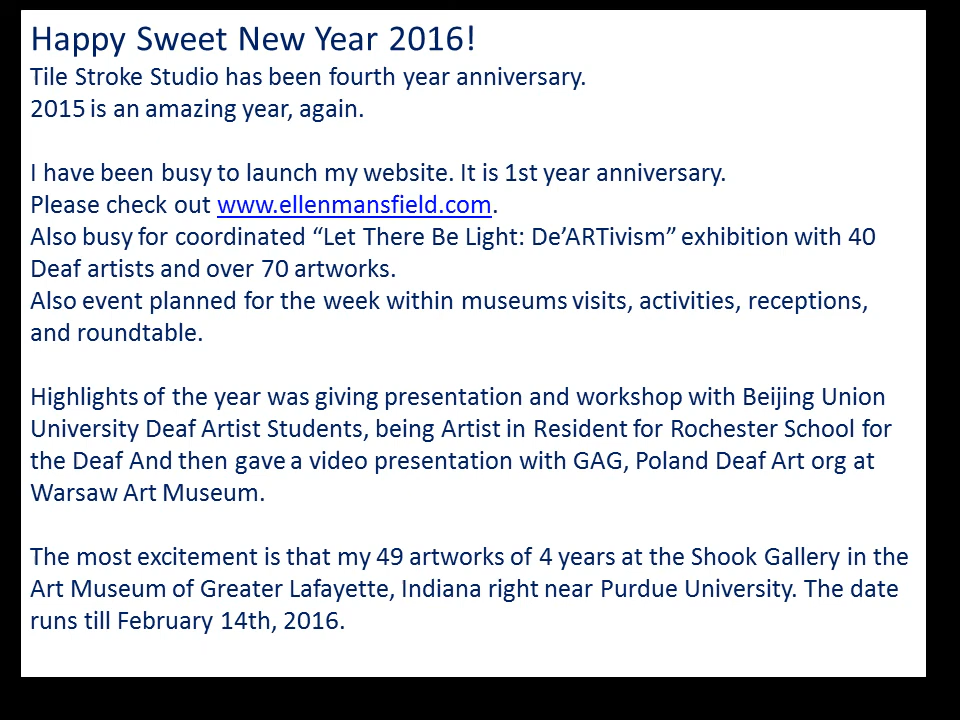 Happy Sweet New Year 2016!
Tile Stroke Studio has been fourth year anniversary.
2015 is an amazing year, again.
I have been busy to launch my website. It is 1st year anniversary.
Please check out www.ellenmansfield.com.
Also busy for coordinated “Let There Be Light: De’ARTivism” exhibition with 40
Deaf artists and over 70 artworks.
Also event planned for the week within museums visits, activities, receptions,
and roundtable.
Highlights of the year was giving presentation and workshop with Beijing Union
University Deaf Artist Students, being Artist in Resident for Rochester School for
the Deaf And then gave a video presentation with GAG, Poland Deaf Art org at
Warsaw Art Museum.
The most excitement is that my 49 artworks of 4 years at the Shook Gallery in the
Art Museum of Greater Lafayette, Indiana right near Purdue University. The date
runs till February 14th, 2016.